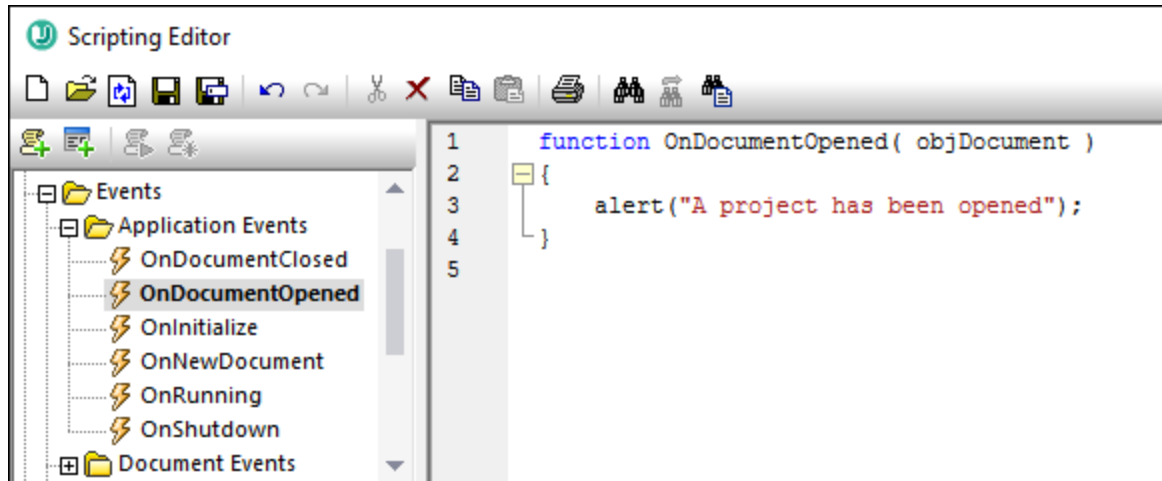 Scripting Editor
Events
Application Events
OnDocumentClosed
OnDocumentOpened
OnInitialize
OnNewDocument
OnRunning
OnShutdown
Document Events
1 function OnDocumentOpened( objDocument )
2 {
3 alert("A project has been opened");
4 }
5